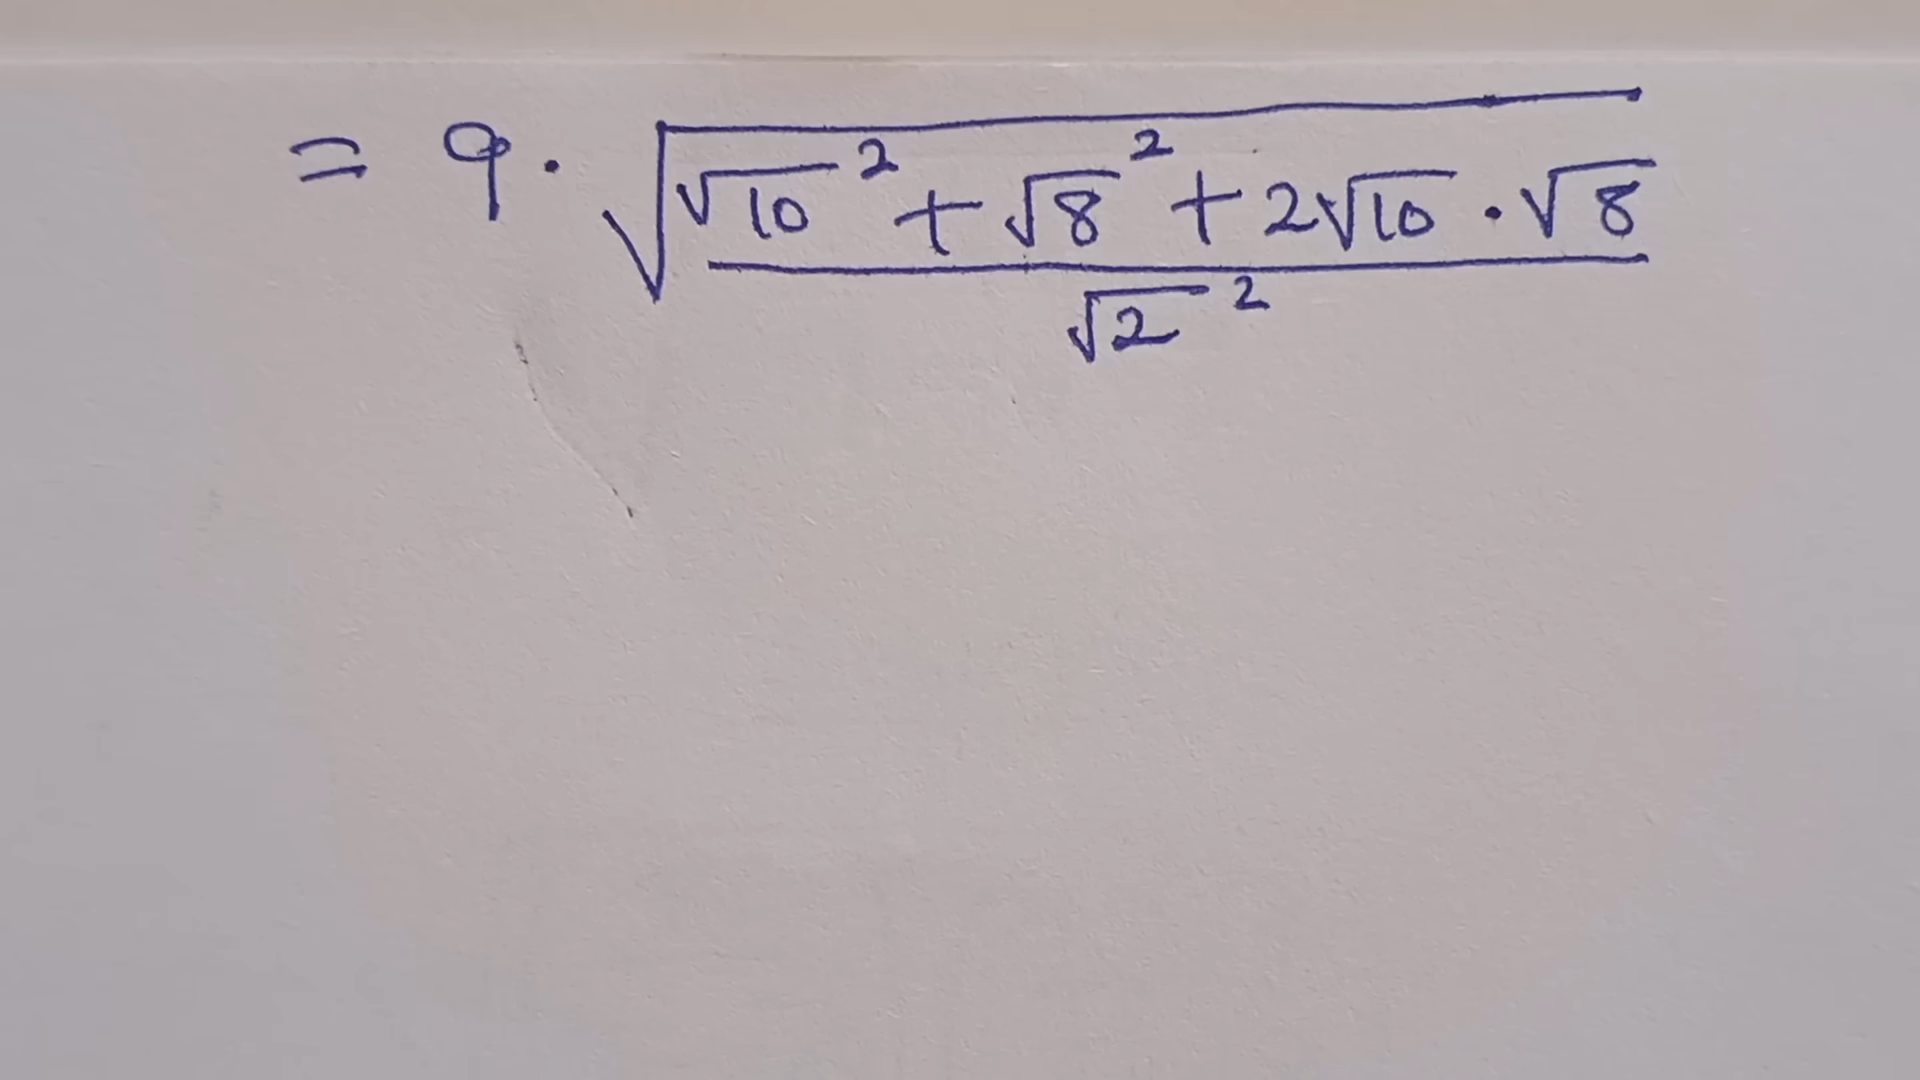 = 9 · √((√10² + √8² + 2√10 · √8) / √2²)